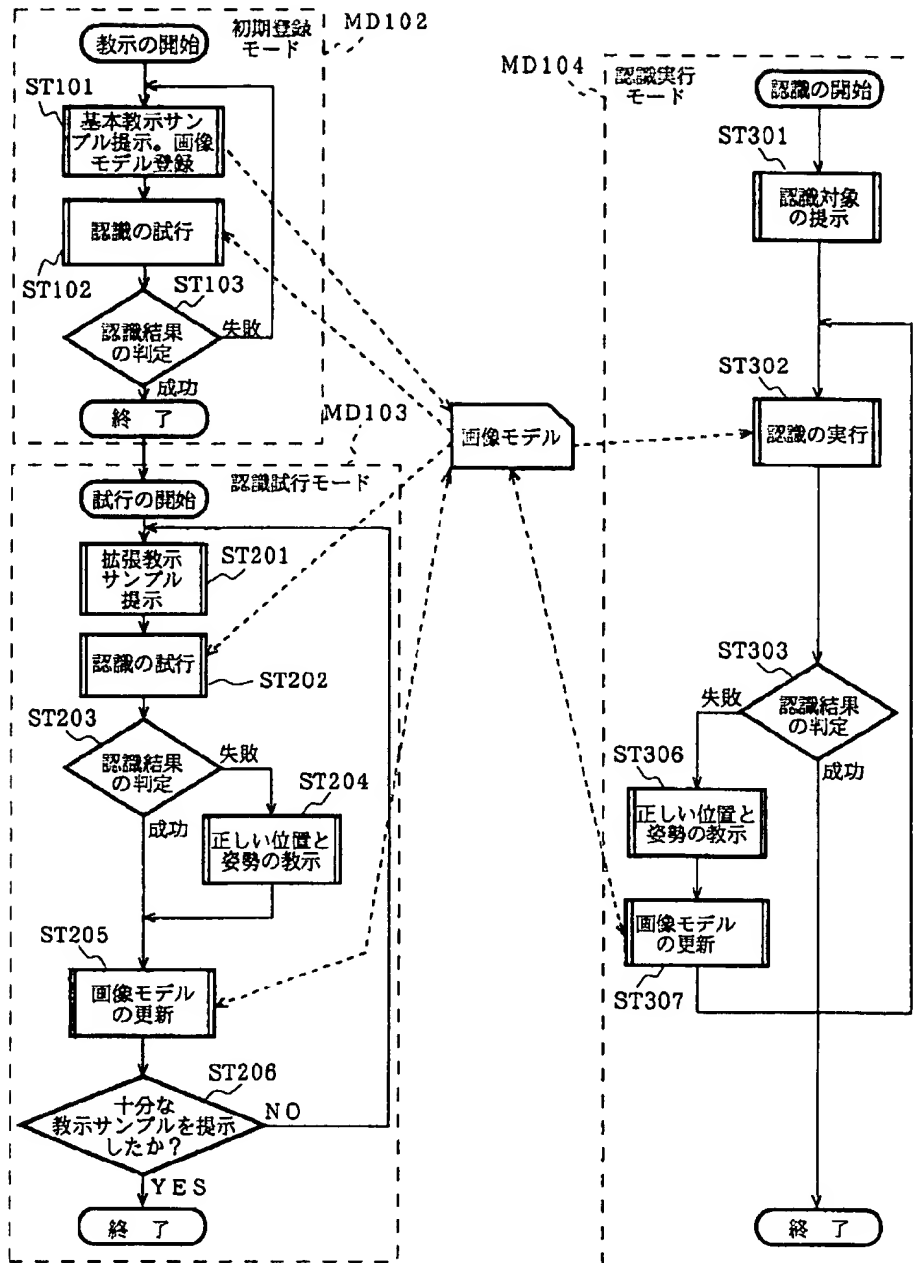 教示の開始
初期登録
モード
MD102
ST101
基本教示サン
プル提示。画像
モデル登録
認識の試行
ST102
ST103
認識結果
の判定
失敗
成功
終 了
MD103
認識試行モード
試行の開始
拡張教示
サンプル
提示
ST201
認識の試行
ST202
ST203
認識結果
の判定
失敗
ST204
成功
正しい位置と
姿勢の教示
ST205
画像モデル
の更新
ST206
十分な
教示サンプルを提示
したか?
NO
YES
終 了
画像モデル
MD104
認識実行
モード
認識の開始
ST301
認識対象
の提示
ST302
認識の実行
ST303
認識結果
の判定
失敗
成功
ST306
正しい位置と
姿勢の教示
画像モデル
の更新
ST307
終 了